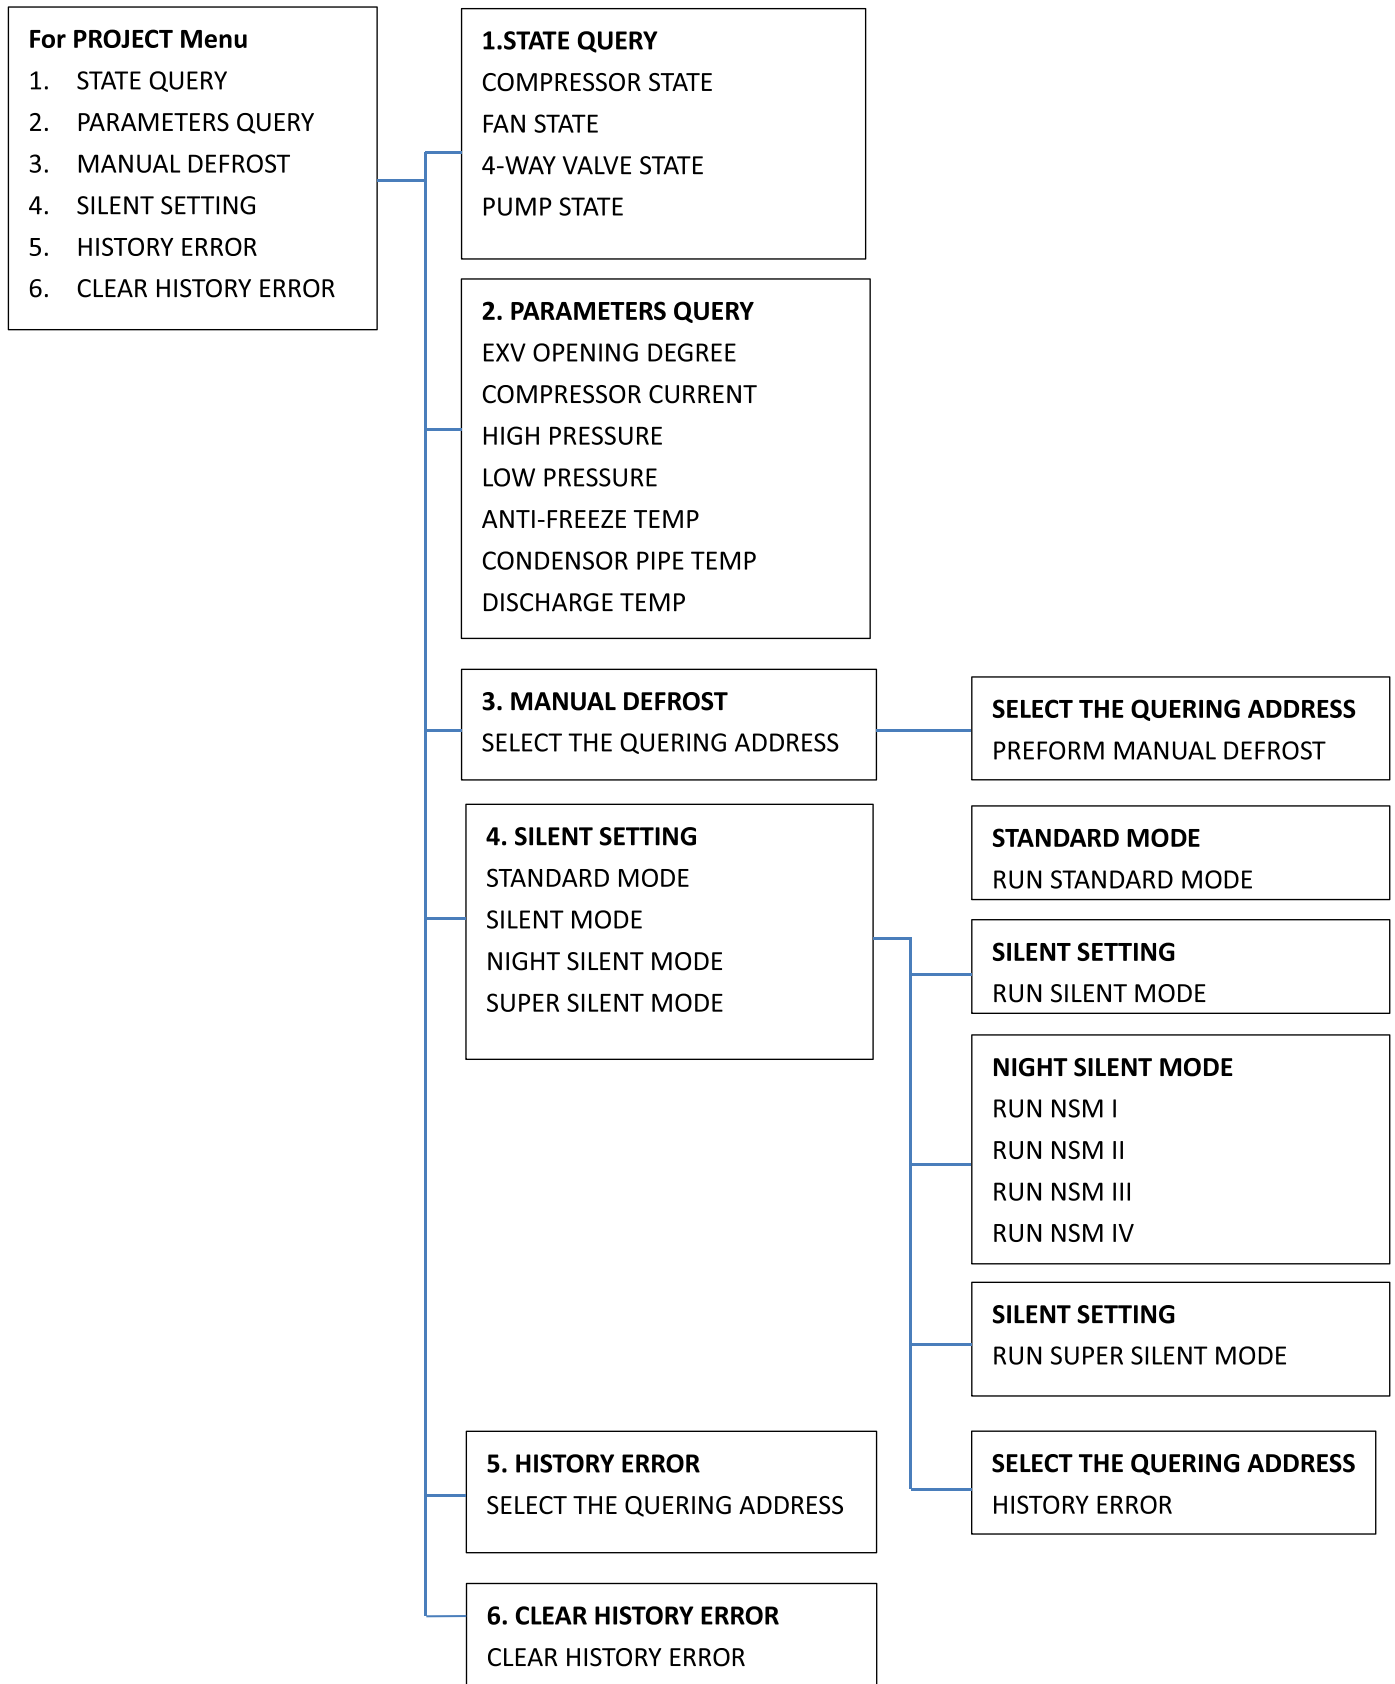 For PROJECT Menu
1. STATE QUERY
2. PARAMETERS QUERY
3. MANUAL DEFROST
4. SILENT SETTING
5. HISTORY ERROR
6. CLEAR HISTORY ERROR
1.STATE QUERY
COMPRESSOR STATE
FAN STATE
4-WAY VALVE STATE
PUMP STATE
2. PARAMETERS QUERY
EXV OPENING DEGREE
COMPRESSOR CURRENT
HIGH PRESSURE
LOW PRESSURE
ANTI-FREEZE TEMP
CONDENSOR PIPE TEMP
DISCHARGE TEMP
3. MANUAL DEFROST
SELECT THE QUERING ADDRESS
SELECT THE QUERING ADDRESS
PREFORM MANUAL DEFROST
4. SILENT SETTING
STANDARD MODE
SILENT MODE
NIGHT SILENT MODE
SUPER SILENT MODE
STANDARD MODE
RUN STANDARD MODE
SILENT SETTING
RUN SILENT MODE
NIGHT SILENT MODE
RUN NSM I
RUN NSM II
RUN NSM III
RUN NSM IV
SILENT SETTING
RUN SUPER SILENT MODE
5. HISTORY ERROR
SELECT THE QUERING ADDRESS
SELECT THE QUERING ADDRESS
HISTORY ERROR
6. CLEAR HISTORY ERROR
CLEAR HISTORY ERROR